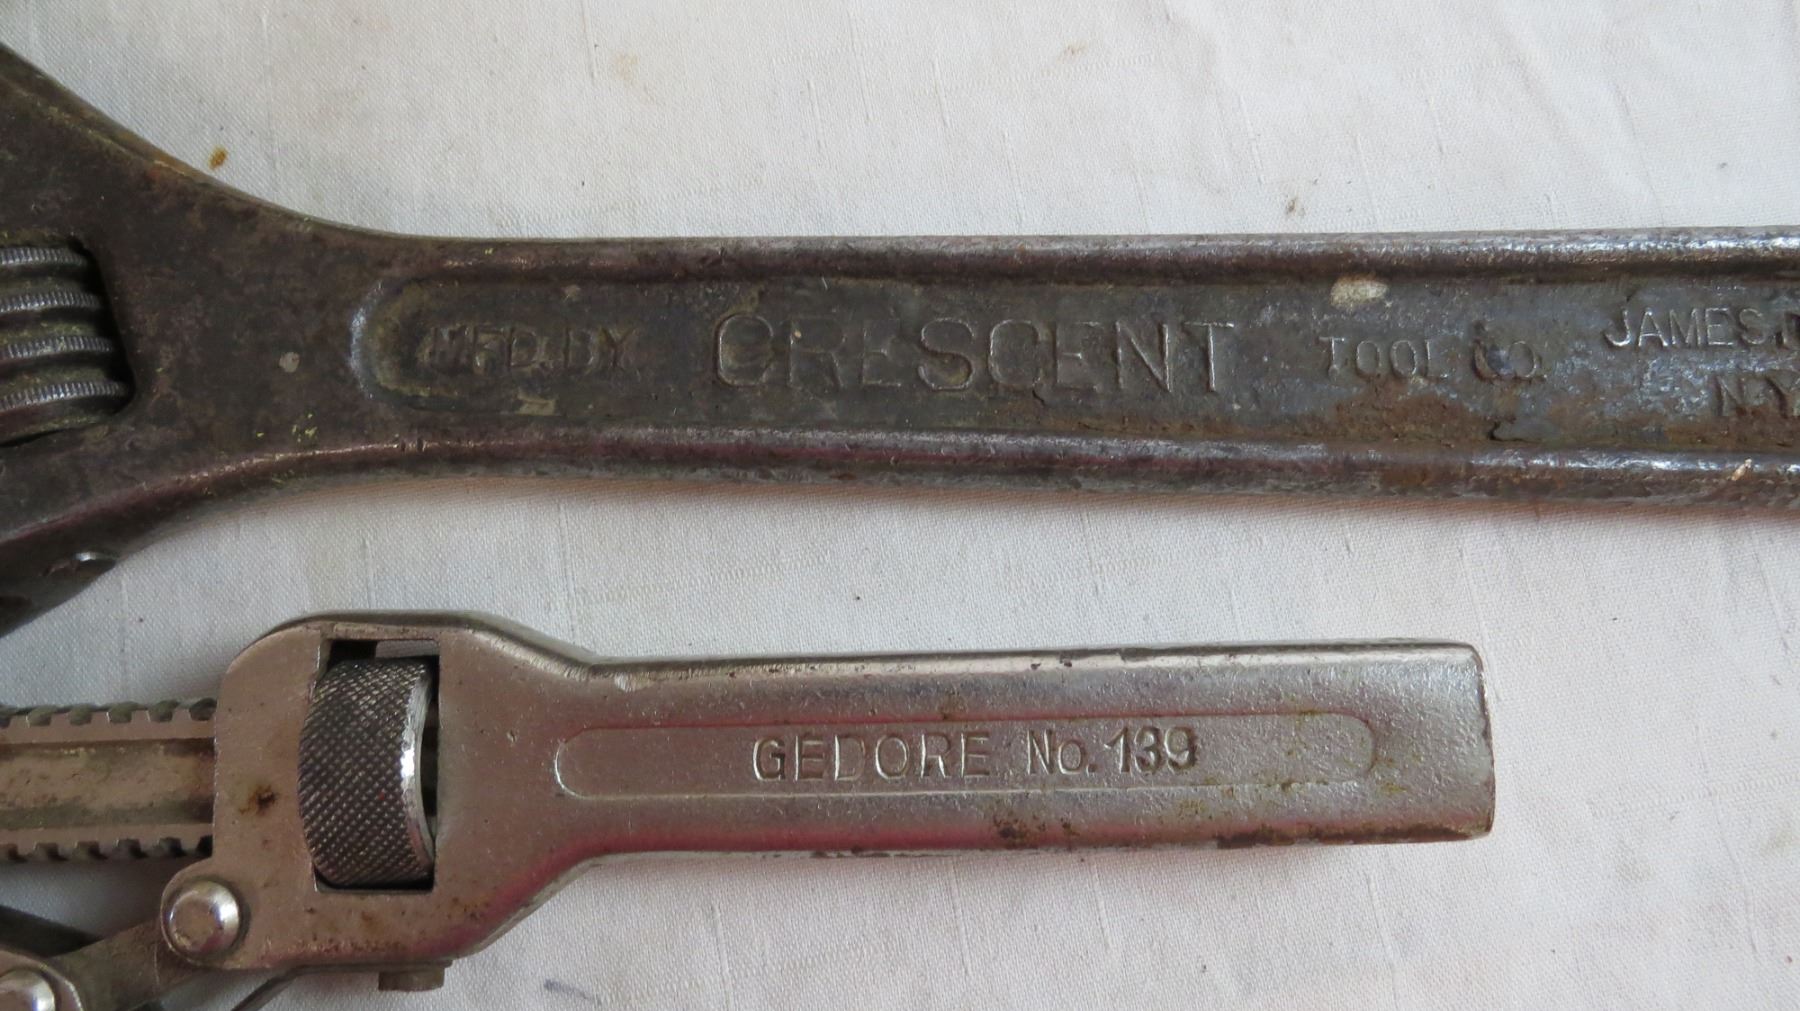 MFD. BY CRESCENT TOOL CO. JAMES
N.Y.
GEDORE No. 139